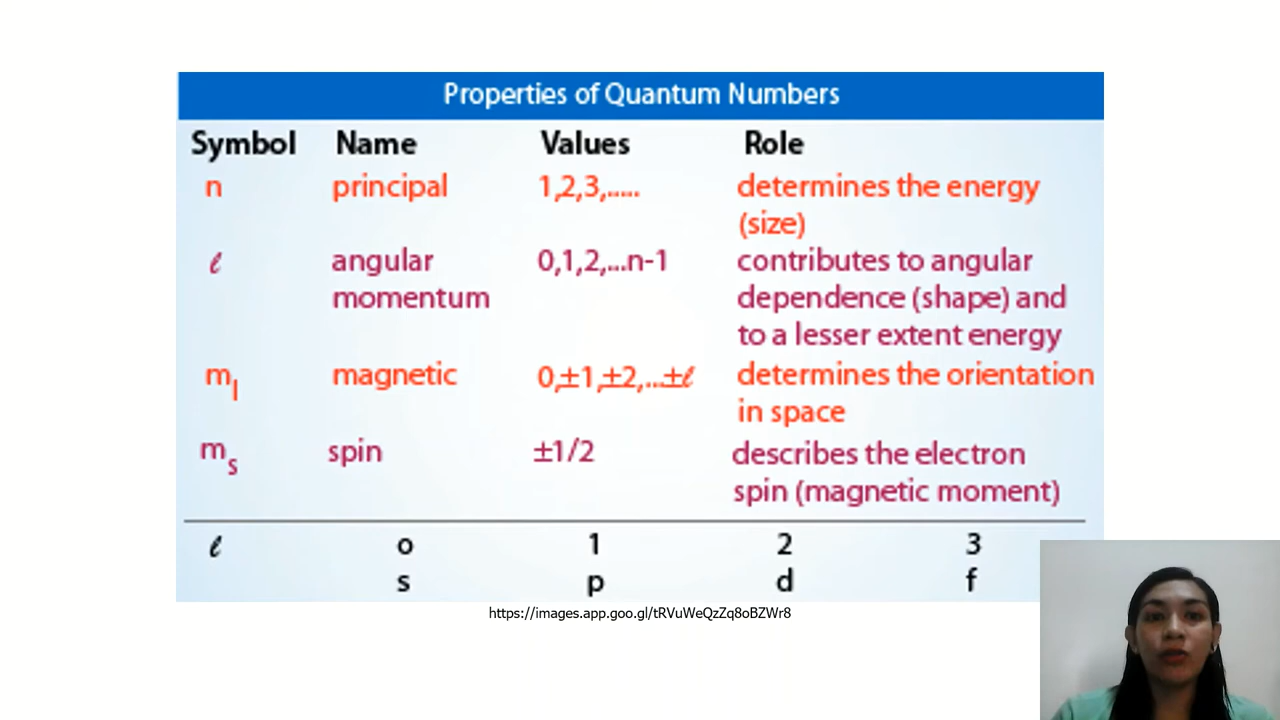 Properties of Quantum Numbers
Symbol Name Values Role
n principal 1,2,3,..... determines the energy
(size)
ℓ angular 0,1,2,...n-1 contributes to angular
momentum dependence (shape) and
to a lesser extent energy
m_l magnetic 0,±1,±2,...±ℓ determines the orientation
in space
m_s spin ±1/2 describes the electron
spin (magnetic moment)
ℓ o 1 2 3
s p d f
https://images.app.goo.gl/tRVuWeQzZq8oBZWr8